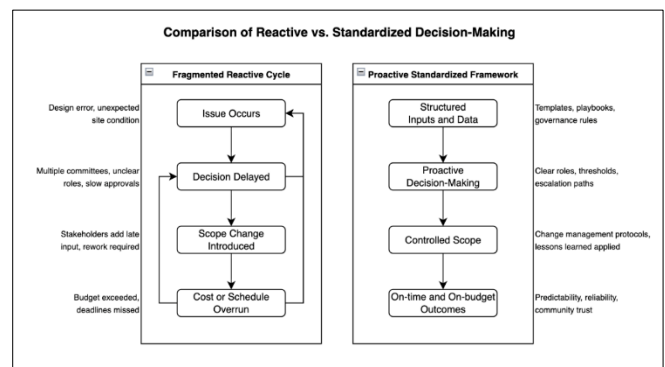 Comparison of Reactive vs. Standardized Decision-Making
Fragmented Reactive Cycle
Design error, unexpected
site condition
Issue Occurs
Multiple committees, unclear
roles, slow approvals
Decision Delayed
Stakeholders add late
input, rework required
Scope Change
Introduced
Budget exceeded,
deadlines missed
Cost or Schedule
Overrun
Proactive Standardized Framework
Structured
Inputs and Data
Templates, playbooks,
governance rules
Proactive
Decision-Making
Clear roles, thresholds,
escalation paths
Controlled Scope
Change management protocols,
lessons learned applied
On-time and On-budget
Outcomes
Predictability, reliability,
community trust